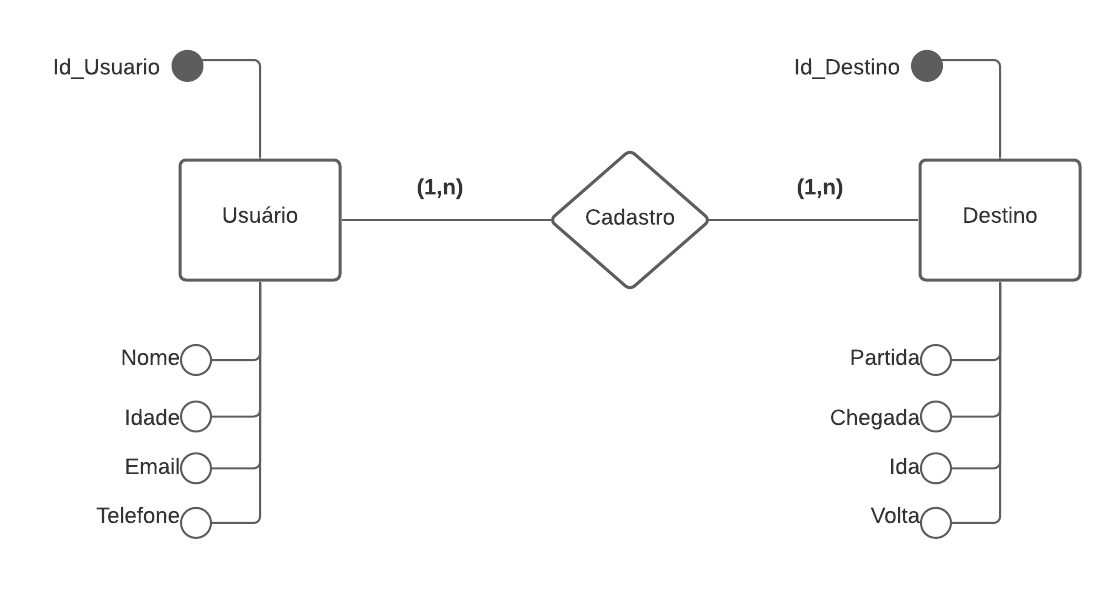 Id_Usuario
Id_Destino
(1,n)
(1,n)
Usuário
Cadastro
Destino
Nome
Partida
Idade
Chegada
Email
Ida
Telefone
Volta